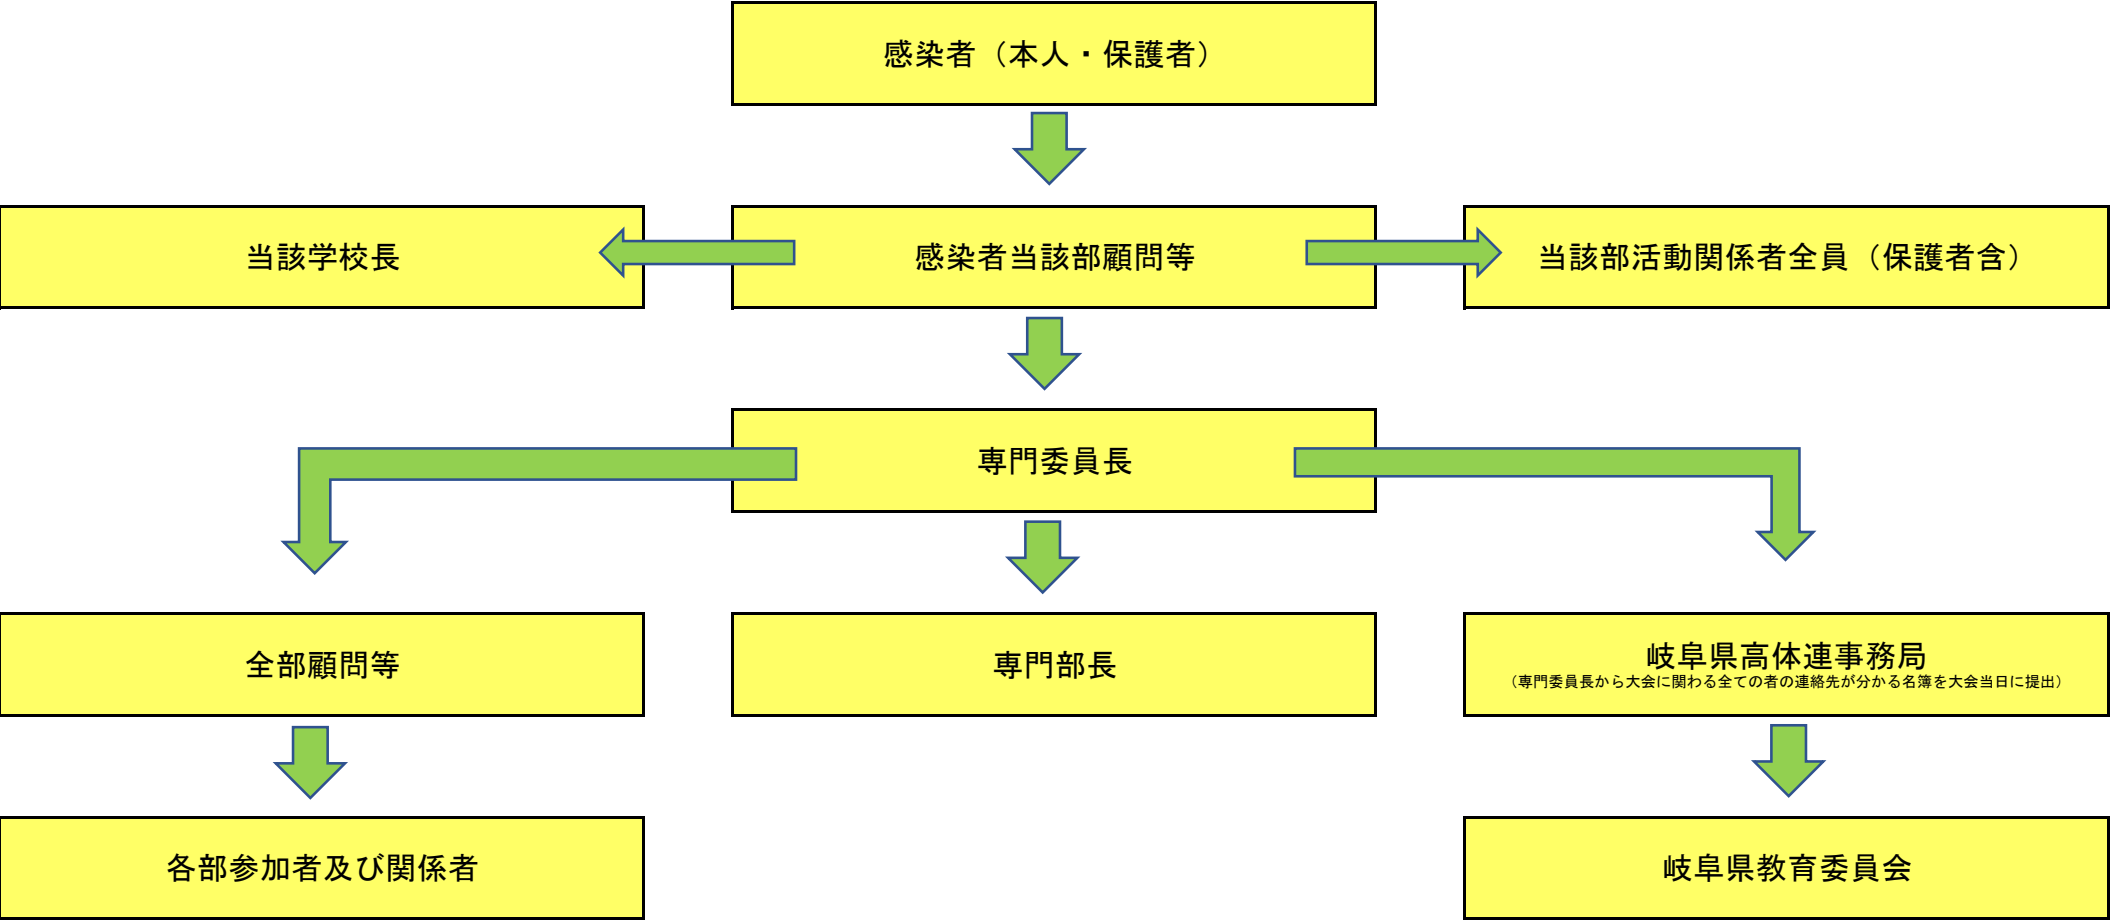 感染者（本人・保護者）
当該学校長
感染者当該部顧問等
当該部活動関係者全員（保護者含）
専門委員長
全部顧問等
専門部長
岐阜県高体連事務局
（専門委員長から大会に関わる全ての者の連絡先が分かる名簿を大会当日に提出）
各部参加者及び関係者
岐阜県教育委員会